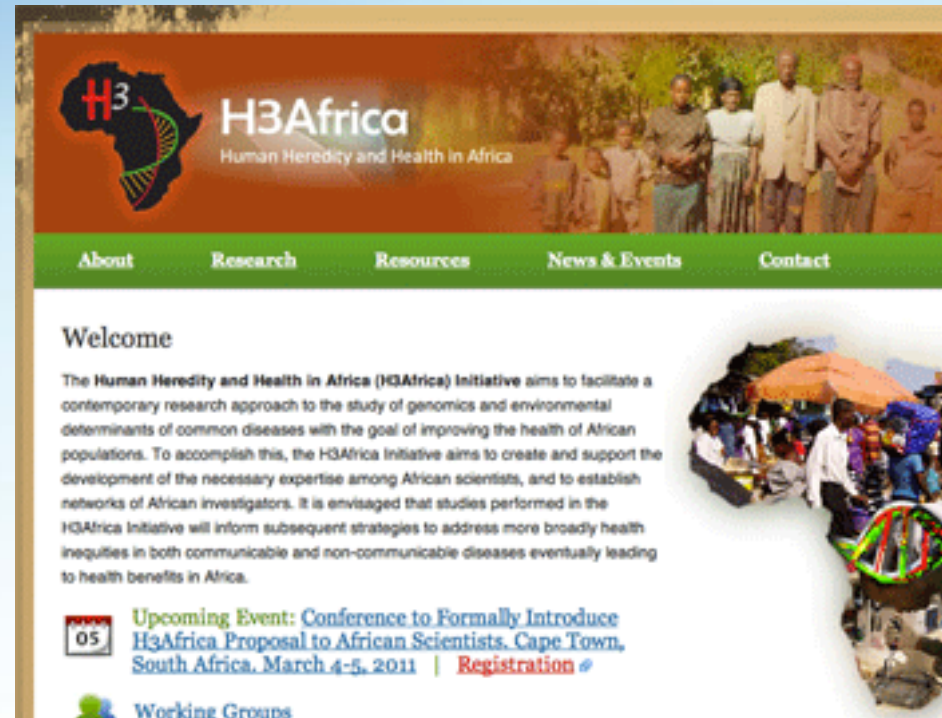 H3
H3Africa
Human Heredity and Health in Africa
About Research Resources News & Events Contact
Welcome
The Human Heredity and Health in Africa (H3Africa) Initiative aims to facilitate a
contemporary research approach to the study of genomics and environmental
determinants of common diseases with the goal of improving the health of African
populations. To accomplish this, the H3Africa Initiative aims to create and support the
development of the necessary expertise among African scientists, and to establish
networks of African investigators. It is envisaged that studies performed in the
H3Africa Initiative will inform subsequent strategies to address more broadly health
inequities in both communicable and non-communicable diseases eventually leading
to health benefits in Africa.
05
Upcoming Event: Conference to Formally Introduce
H3Africa Proposal to African Scientists. Cape Town,
South Africa. March 4-5, 2011 | Registration
Working Groups